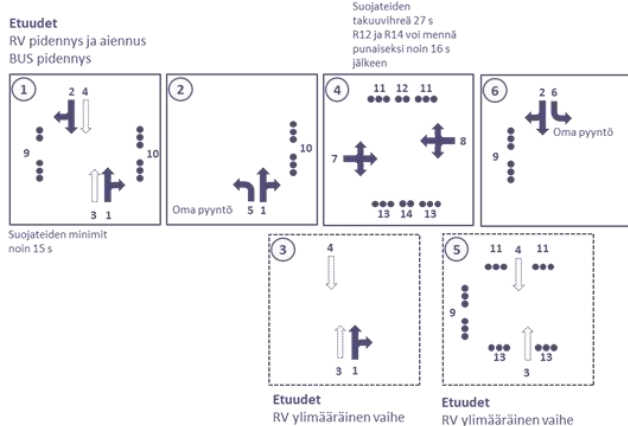 Etuudet
RV pidennys ja aiennus
BUS pidennys
Suojateiden
takuuvihreä 27 s
R12 ja R14 voi mennä
punaiseksi noin 16 s
jälkeen
1
2 4
9
10
3 1
Suojateiden minimit
noin 15 s
2
10
Oma pyyntö
5 1
4
11 12 11
7
8
13 14 13
6
2 6
Oma pyyntö
9
3
4
3 1
Etuudet
RV ylimääräinen vaihe
5
11 4 11
9
13 13
3
Etuudet
RV ylimääräinen vaihe